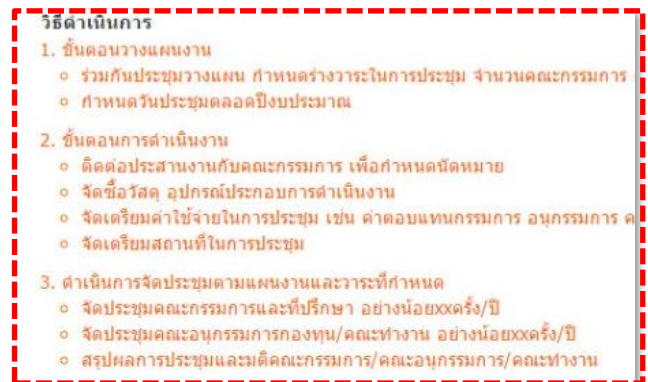 วิธีดำเนินการ
1. ขั้นตอนวางแผนงาน
○ ร่วมกันประชุมวางแผน กำหนดร่างวาระในการประชุม จำนวนคณะกรรมการ
○ กำหนดวันประชุมตลอดปีงบประมาณ
2. ขั้นตอนการดำเนินงาน
○ ติดต่อประสานงานกับคณะกรรมการ เพื่อกำหนดนัดหมาย
○ จัดซื้อวัสดุ อุปกรณ์ประกอบการดำเนินงาน
○ จัดเตรียมค่าใช้จ่ายในการประชุม เช่น ค่าตอบแทนกรรมการ อนุกรรมการ ค
○ จัดเตรียมสถานที่ในการประชุม
3. ดำเนินการจัดประชุมตามแผนงานและวาระที่กำหนด
○ จัดประชุมคณะกรรมการและที่ปรึกษา อย่างน้อยxxครั้ง/ปี
○ จัดประชุมคณะอนุกรรมการกองทุน/คณะทำงาน อย่างน้อยxxครั้ง/ปี
○ สรุปผลการประชุมและมติคณะกรรมการ/คณะอนุกรรมการ/คณะทำงาน